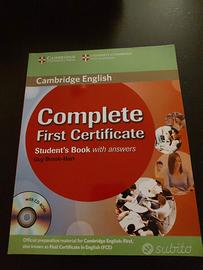 CAMBRIDGE
Cambridge English
Complete
First Certificate
Student's Book with answers
Guy Brook-Hart
Official preparation material for Cambridge English: First,
also known as First Certificate in English (FCE)
subito